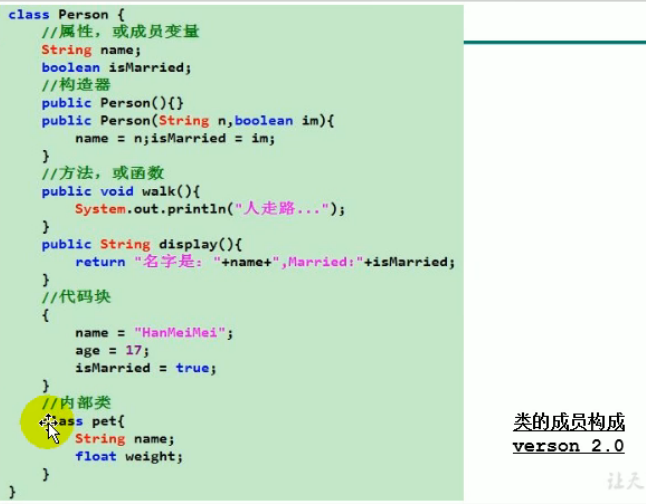 class Person {
//属性，或成员变量
String name;
boolean isMarried;
//构造器
public Person(){}
public Person(String n,boolean im){
name = n;isMarried = im;
}
//方法，或函数
public void walk(){
System.out.println("人走路...");
}
public String display(){
return "名字是："+name+",Married:"+isMarried;
}
//代码块
{
name = "HanMeiMei";
age = 17;
isMarried = true;
}
//内部类
class pet{
String name;
float weight;
}
}
类的成员构成
verson 2.0
让天